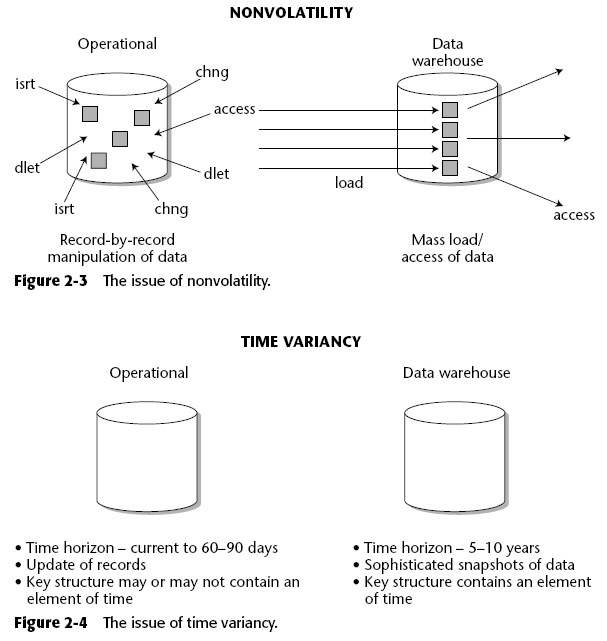 NONVOLATILITY
Operational
Data
warehouse
isrt
chng
access
dlet
dlet
isrt
chng
load
access
Record-by-record
manipulation of data
Mass load/
access of data
Figure 2-3 The issue of nonvolatility.
TIME VARIANCY
Operational
Data warehouse
• Time horizon – current to 60–90 days
• Update of records
• Key structure may or may not contain an
element of time
• Time horizon – 5–10 years
• Sophisticated snapshots of data
• Key structure contains an element
of time
Figure 2-4 The issue of time variancy.